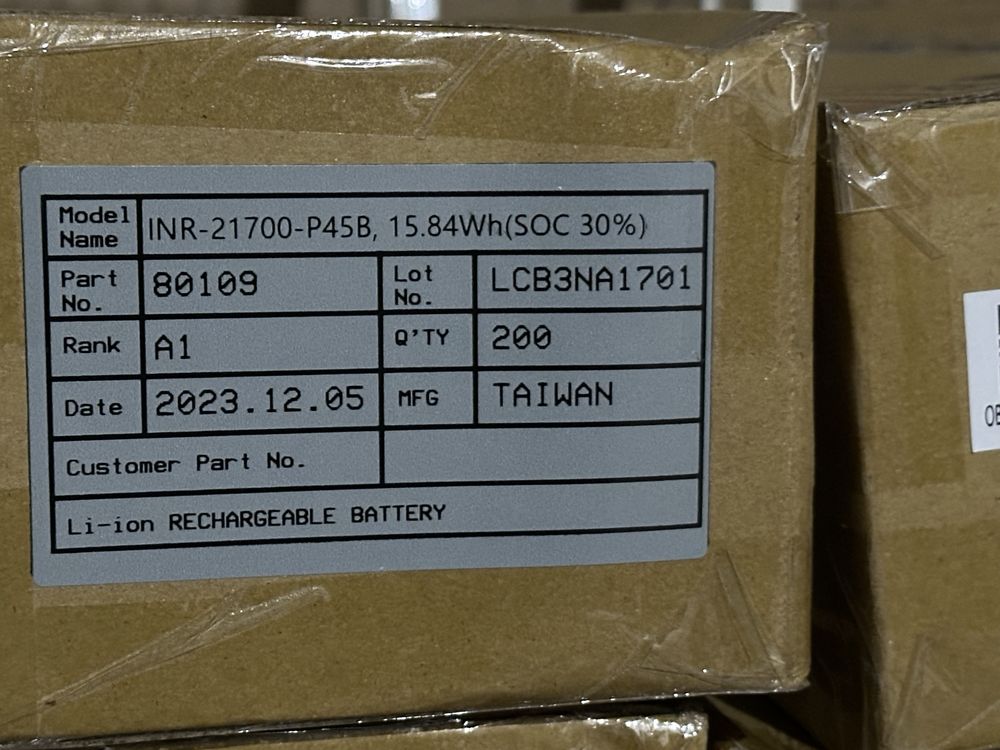 Model Name INR-21700-P45B, 15.84Wh(SOC 30%)
Part No. 80109 Lot No. LCB3NA1701
Rank A1 Q'TY 200
Date 2023.12.05 MFG TAIWAN
Customer Part No.
Li-ion RECHARGEABLE BATTERY